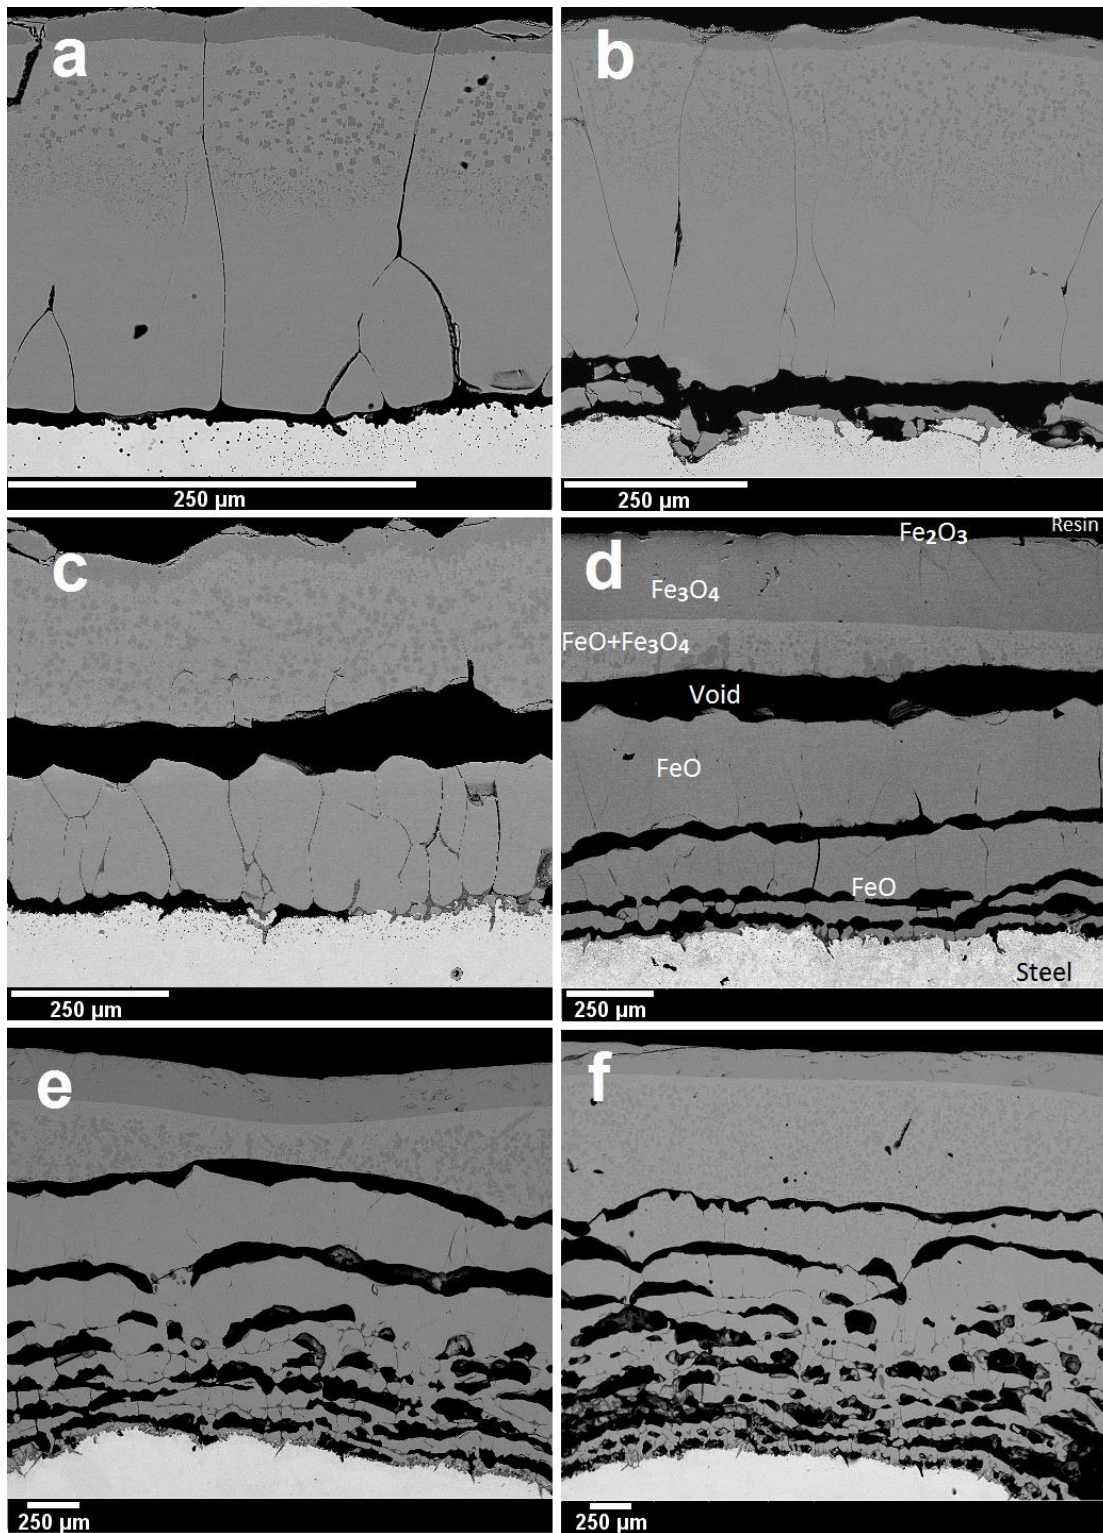 a
b
250 µm
250 µm
c
d
Fe₂O₃
Resin
Fe₃O₄
FeO+Fe₃O₄
Void
FeO
FeO
Steel
250 µm
250 µm
e
f
250 µm
250 µm